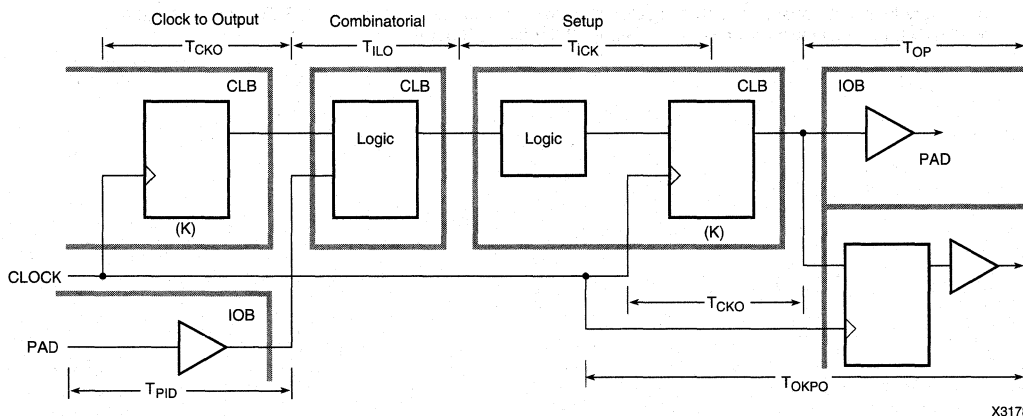 Clock to Output
Combinatorial
Setup
TCKO
TILO
TICK
TOP
CLB
CLB
CLB
IOB
Logic
Logic
PAD
(K)
(K)
CLOCK
IOB
TCKO
PAD
TPID
TOKPO